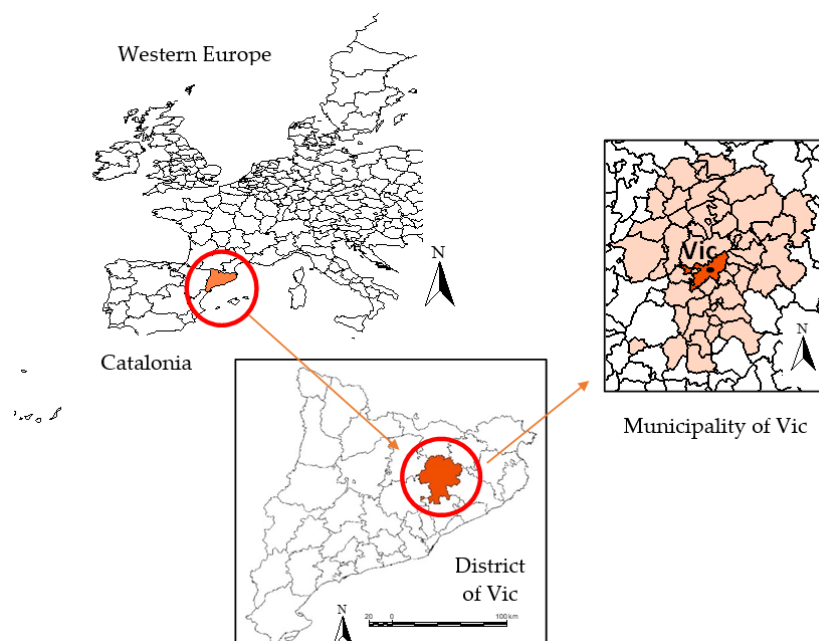 Western Europe
N
Catalonia
Vic
N
Municipality of Vic
District
of Vic
N
20 0 100 km